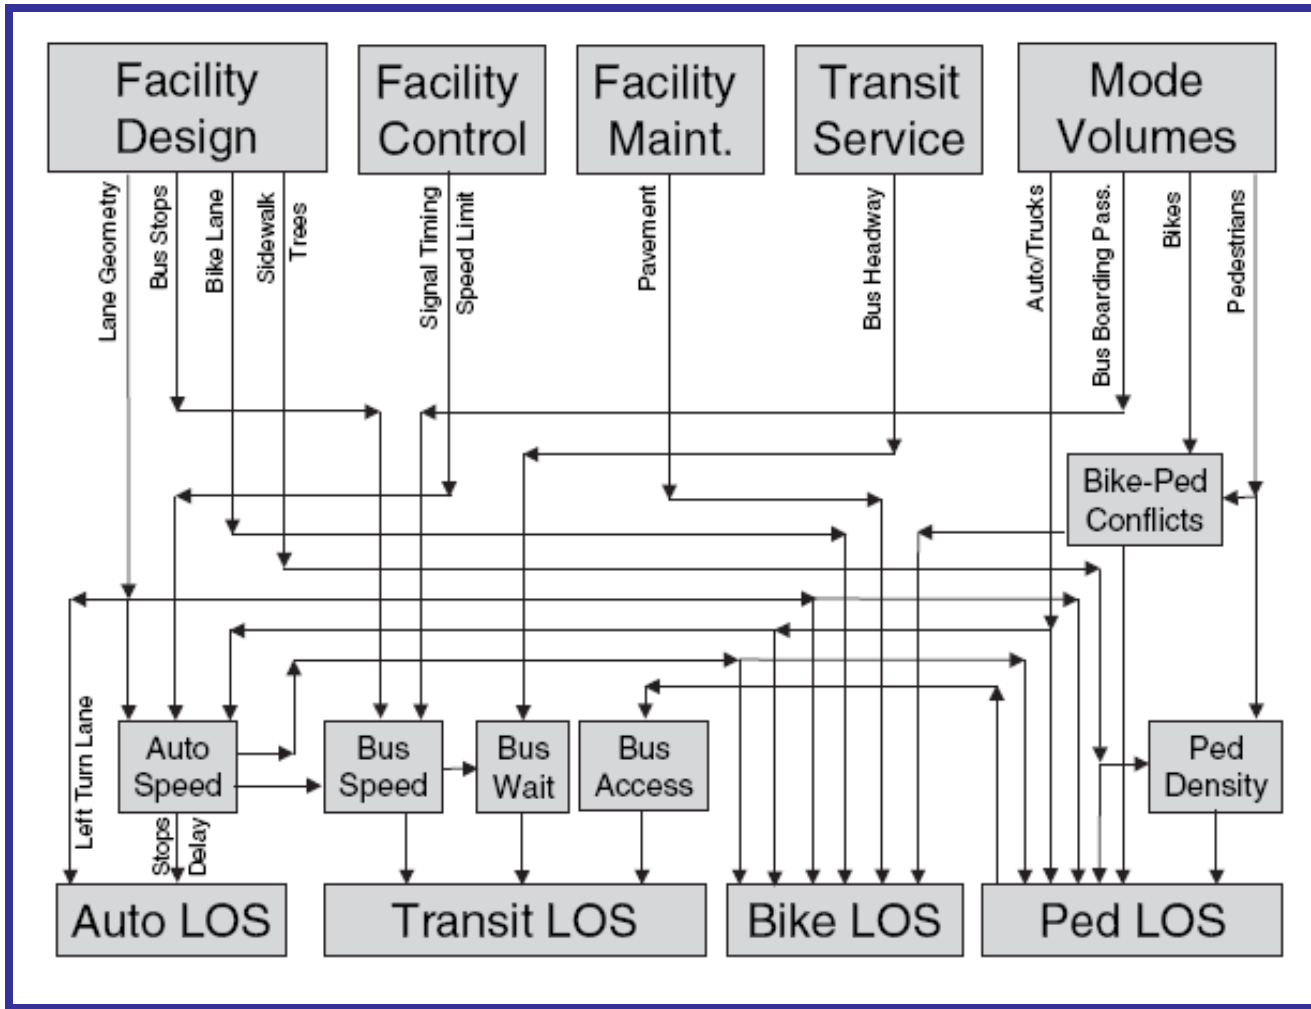 Facility
Design
Facility
Control
Facility
Maint.
Transit
Service
Mode
Volumes
Lane Geometry
Bus Stops
Bike Lane
Sidewalk
Trees
Signal Timing
Speed Limit
Pavement
Bus Headway
Auto/Trucks
Bus Boarding Pass.
Bikes
Pedestrians
Bike-Ped
Conflicts
Left Turn Lane
Auto
Speed
Bus
Speed
Bus
Wait
Bus
Access
Ped
Density
Stops
Delay
Auto LOS
Transit LOS
Bike LOS
Ped LOS